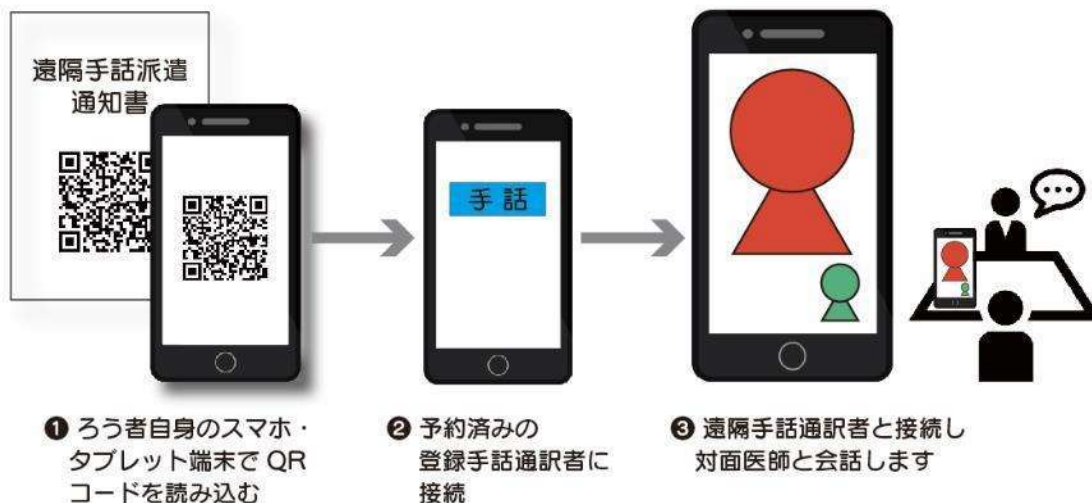 遠隔手話派遣
通知書
手話
❶ ろう者自身のスマホ・
タブレット端末で QR
コードを読み込む
❷ 予約済みの
登録手話通訳者に
接続
❸ 遠隔手話通訳者と接続し
対面医師と会話します